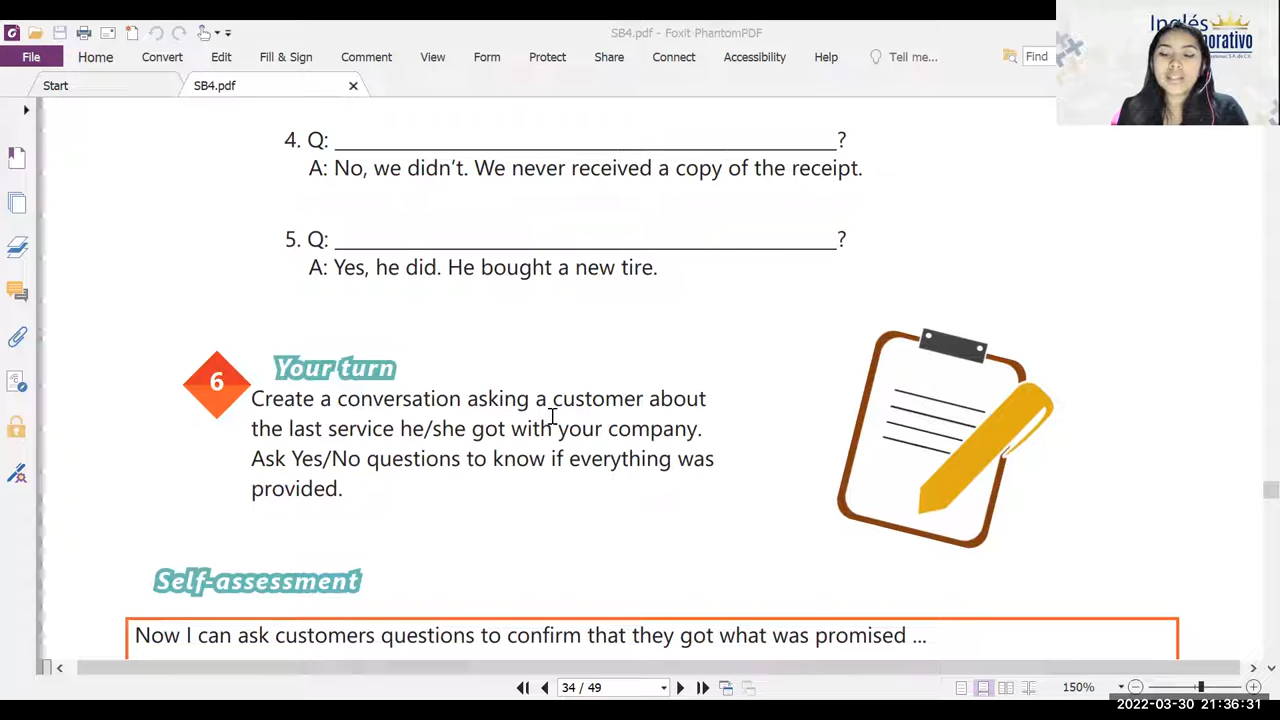 SB4.pdf - Foxit PhantomPDF
File Home Convert Edit Fill & Sign Comment View Form Protect Share Connect Accessibility Help Tell me... Find
Start SB4.pdf
Inglés
4. Q: ______________________________________________?
A: No, we didn't. We never received a copy of the receipt.
5. Q: ______________________________________________?
A: Yes, he did. He bought a new tire.
6 Your turn
Create a conversation asking a customer about
the last service he/she got with your company.
Ask Yes/No questions to know if everything was
provided.
Self-assessment
Now I can ask customers questions to confirm that they got what was promised ...
34 / 49 150%
2022-03-30 21:36:31